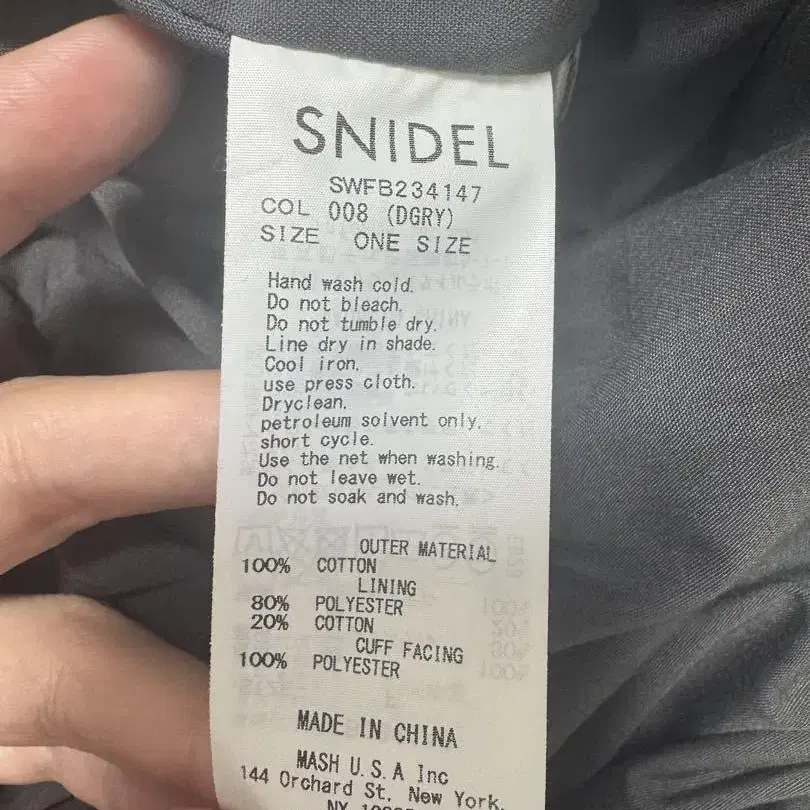 SNIDEL
SWFB234147
COL 008 (DGRY)
SIZE ONE SIZE
Hand wash cold.
Do not bleach.
Do not tumble dry.
Line dry in shade.
Cool iron.
use press cloth.
Dryclean.
petroleum solvent only.
short cycle.
Use the net when washing.
Do not leave wet.
Do not soak and wash.
OUTER MATERIAL
100% COTTON
LINING
80% POLYESTER
20% COTTON
CUFF FACING
100% POLYESTER
MADE IN CHINA
MASH U.S.A Inc
144 Orchard St. New York.
NY